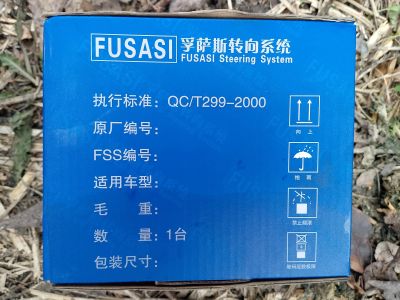 FUSASI 孚萨斯转向系统
FUSASI Steering System
执行标准: QC/T299-2000
原厂编号:
FSS编号:
适用车型:
毛 重:
数 量: 1台
包装尺寸:
向上
怕雨
禁止翻滚